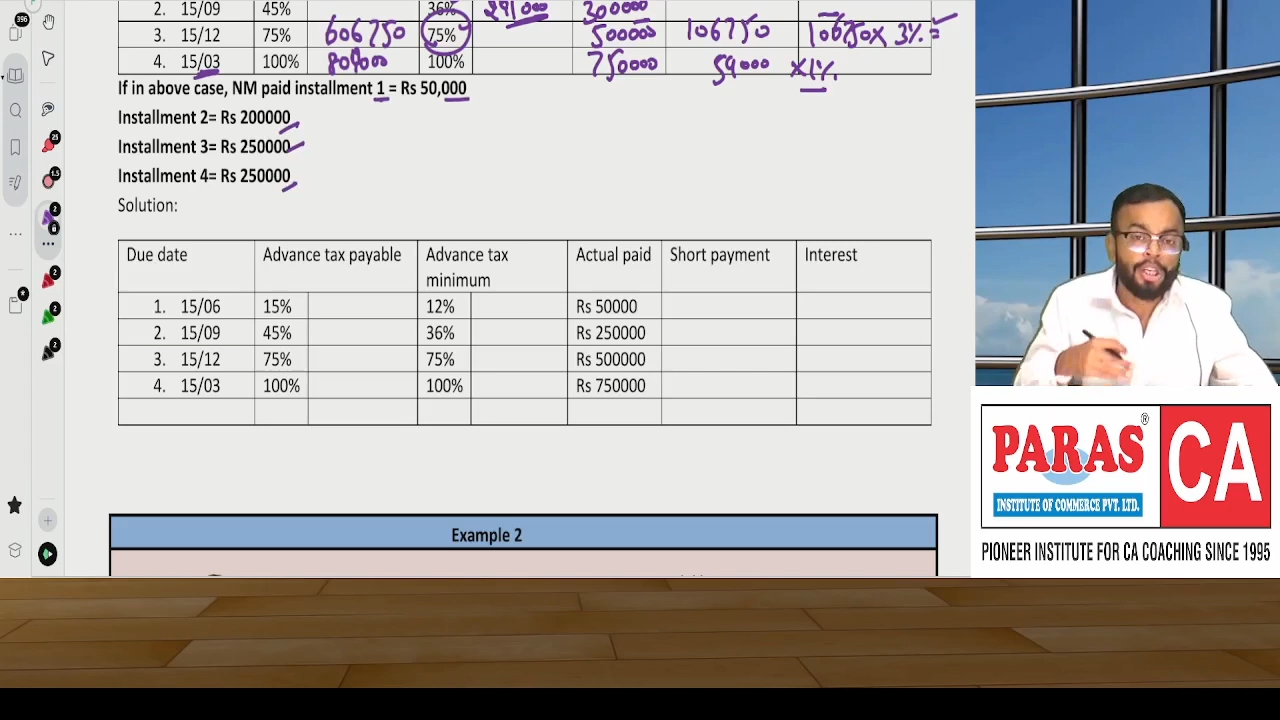 2. 15/09 45% 36% 291000 300000
3. 15/12 75% 606750 75% 500000 106750 106750 x 3% =
4. 15/03 100% 809000 100% 750000 59000 x1%
If in above case, NM paid installment 1 = Rs 50,000
Installment 2= Rs 200000
Installment 3= Rs 250000
Installment 4= Rs 250000
Solution:
Due date Advance tax payable Advance tax minimum Actual paid Short payment Interest
1. 15/06 15% 12% Rs 50000
2. 15/09 45% 36% Rs 250000
3. 15/12 75% 75% Rs 500000
4. 15/03 100% 100% Rs 750000
Example 2
PARAS ®
CA
INSTITUTE OF COMMERCE PVT. LTD.
PIONEER INSTITUTE FOR CA COACHING SINCE 1995